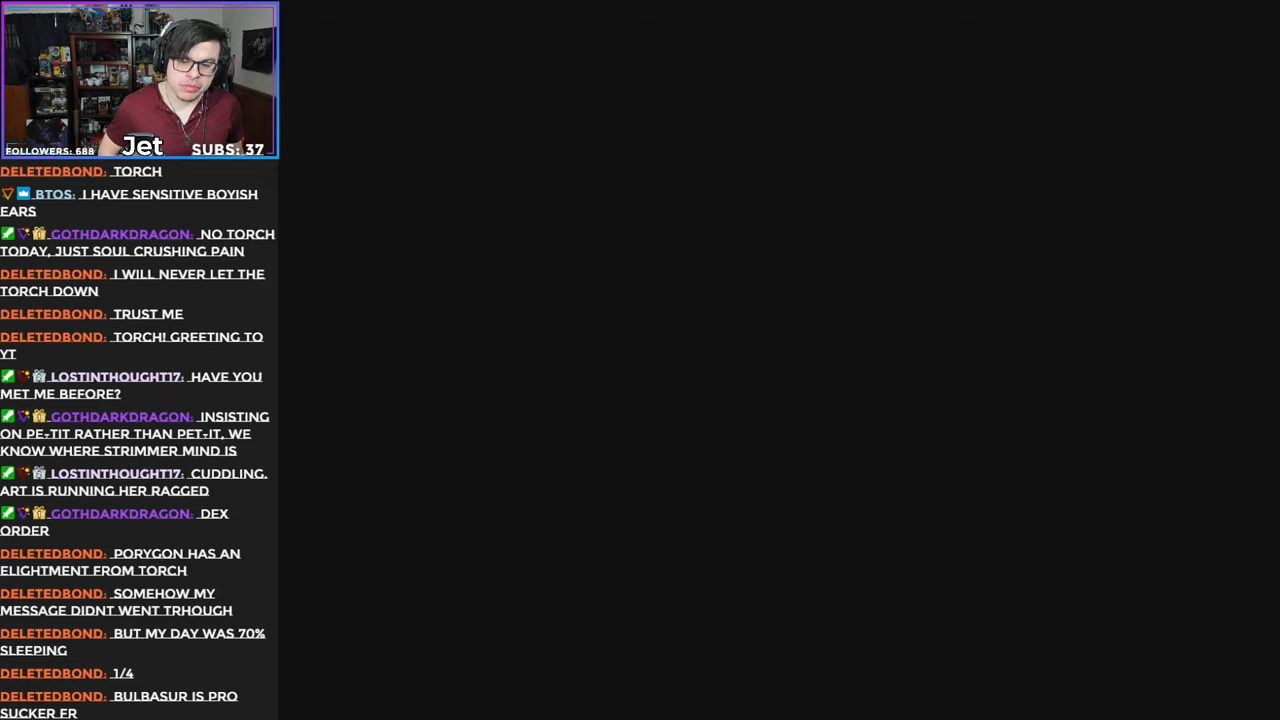 FOLLOWERS: 688
Jet
SUBS: 37
DELETEDBOND: TORCH
BTOS: I HAVE SENSITIVE BOYISH
EARS
GOTHDARKDRAGON: NO TORCH
TODAY, JUST SOUL CRUSHING PAIN
DELETEDBOND: I WILL NEVER LET THE
TORCH DOWN
DELETEDBOND: TRUST ME
DELETEDBOND: TORCH! GREETING TO
YT
LOSTINTHOUGHT17: HAVE YOU
MET ME BEFORE?
GOTHDARKDRAGON: INSISTING
ON PE-TIT RATHER THAN PET-IT, WE
KNOW WHERE STRIMMER MIND IS
LOSTINTHOUGHT17: CUDDLING.
ART IS RUNNING HER RAGGED
GOTHDARKDRAGON: DEX
ORDER
DELETEDBOND: PORYGON HAS AN
ELIGHTMENT FROM TORCH
DELETEDBOND: SOMEHOW MY
MESSAGE DIDNT WENT TRHOUGH
DELETEDBOND: BUT MY DAY WAS 70%
SLEEPING
DELETEDBOND: 1/4
DELETEDBOND: BULBASUR IS PRO
SUCKER FR